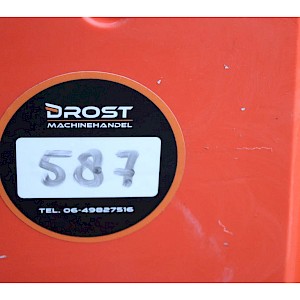 DROST
MACHINEHANDEL
587
TEL. 06-49827516